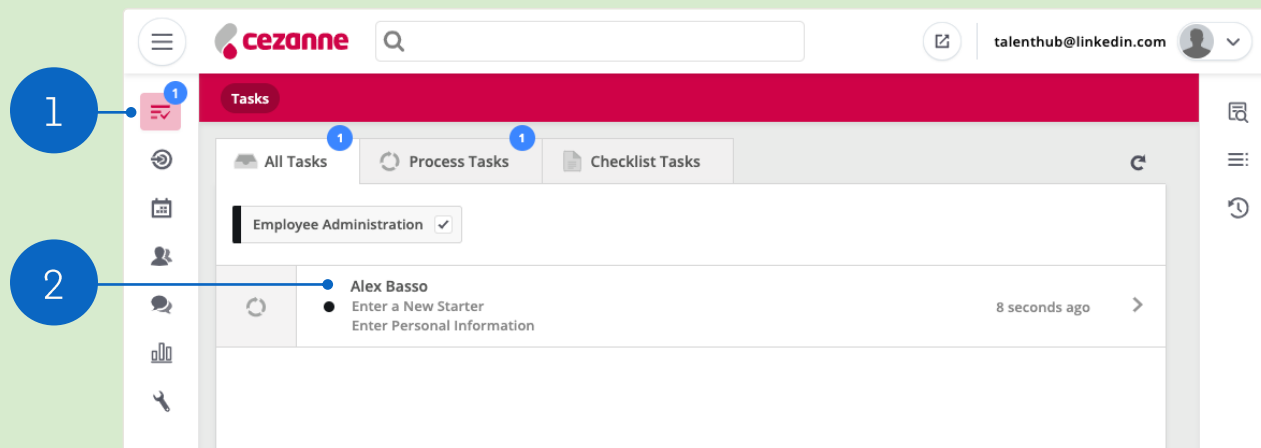 cezanne
talenthub@linkedin.com
1
1
Tasks
1
1
All Tasks
Process Tasks
Checklist Tasks
Employee Administration
2
Alex Basso
Enter a New Starter
8 seconds ago
Enter Personal Information